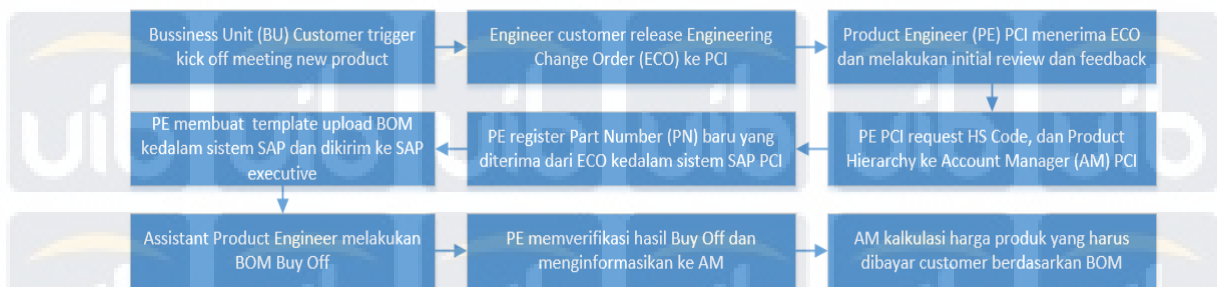 Bussiness Unit (BU) Customer trigger
kick off meeting new product
Engineer customer release Engineering
Change Order (ECO) ke PCI
Product Engineer (PE) PCI menerima ECO
dan melakukan initial review dan feedback
PE PCI request HS Code, dan Product
Hierarchy ke Account Manager (AM) PCI
PE register Part Number (PN) baru yang
diterima dari ECO kedalam sistem SAP PCI
PE membuat template upload BOM
kedalam sistem SAP dan dikirim ke SAP
executive
Assistant Product Engineer melakukan
BOM Buy Off
PE memverifikasi hasil Buy Off dan
menginformasikan ke AM
AM kalkulasi harga produk yang harus
dibayar customer berdasarkan BOM
uib
uib
uib
uib